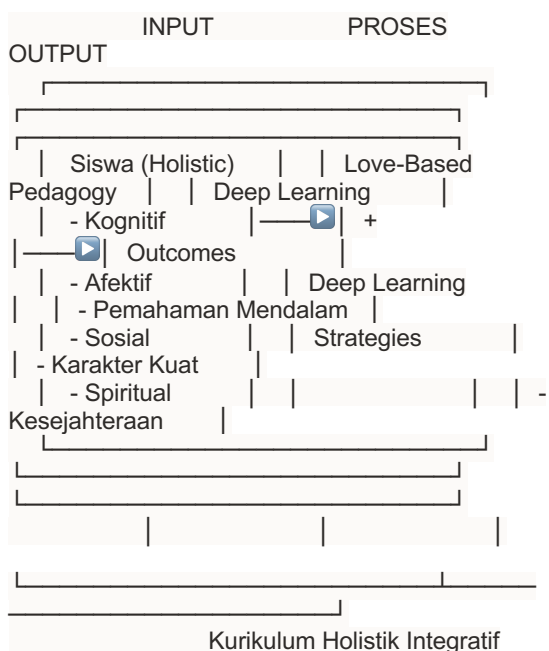 INPUT PROSES
OUTPUT
Siswa (Holistic) Love-Based
Pedagogy Deep Learning
- Kognitif +
Outcomes
- Afektif Deep Learning
- Pemahaman Mendalam
- Sosial Strategies
- Karakter Kuat
- Spiritual -
Kesejahteraan
Kurikulum Holistik Integratif